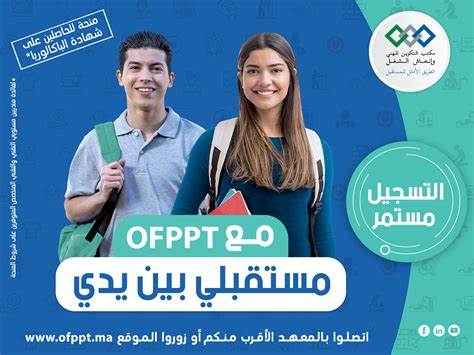 منحة للحاصلين على
شهادة الباكالوريا*
مكتب التكوين المهني
وإنعاش الشغل
الطريق الأمثل للمستقبل
التسجيل
مستمر
مع OFPPT
مستقبلي بين يدي
اتصلوا بالمعهد الأقرب منكم أو زوروا الموقع www.ofppt.ma